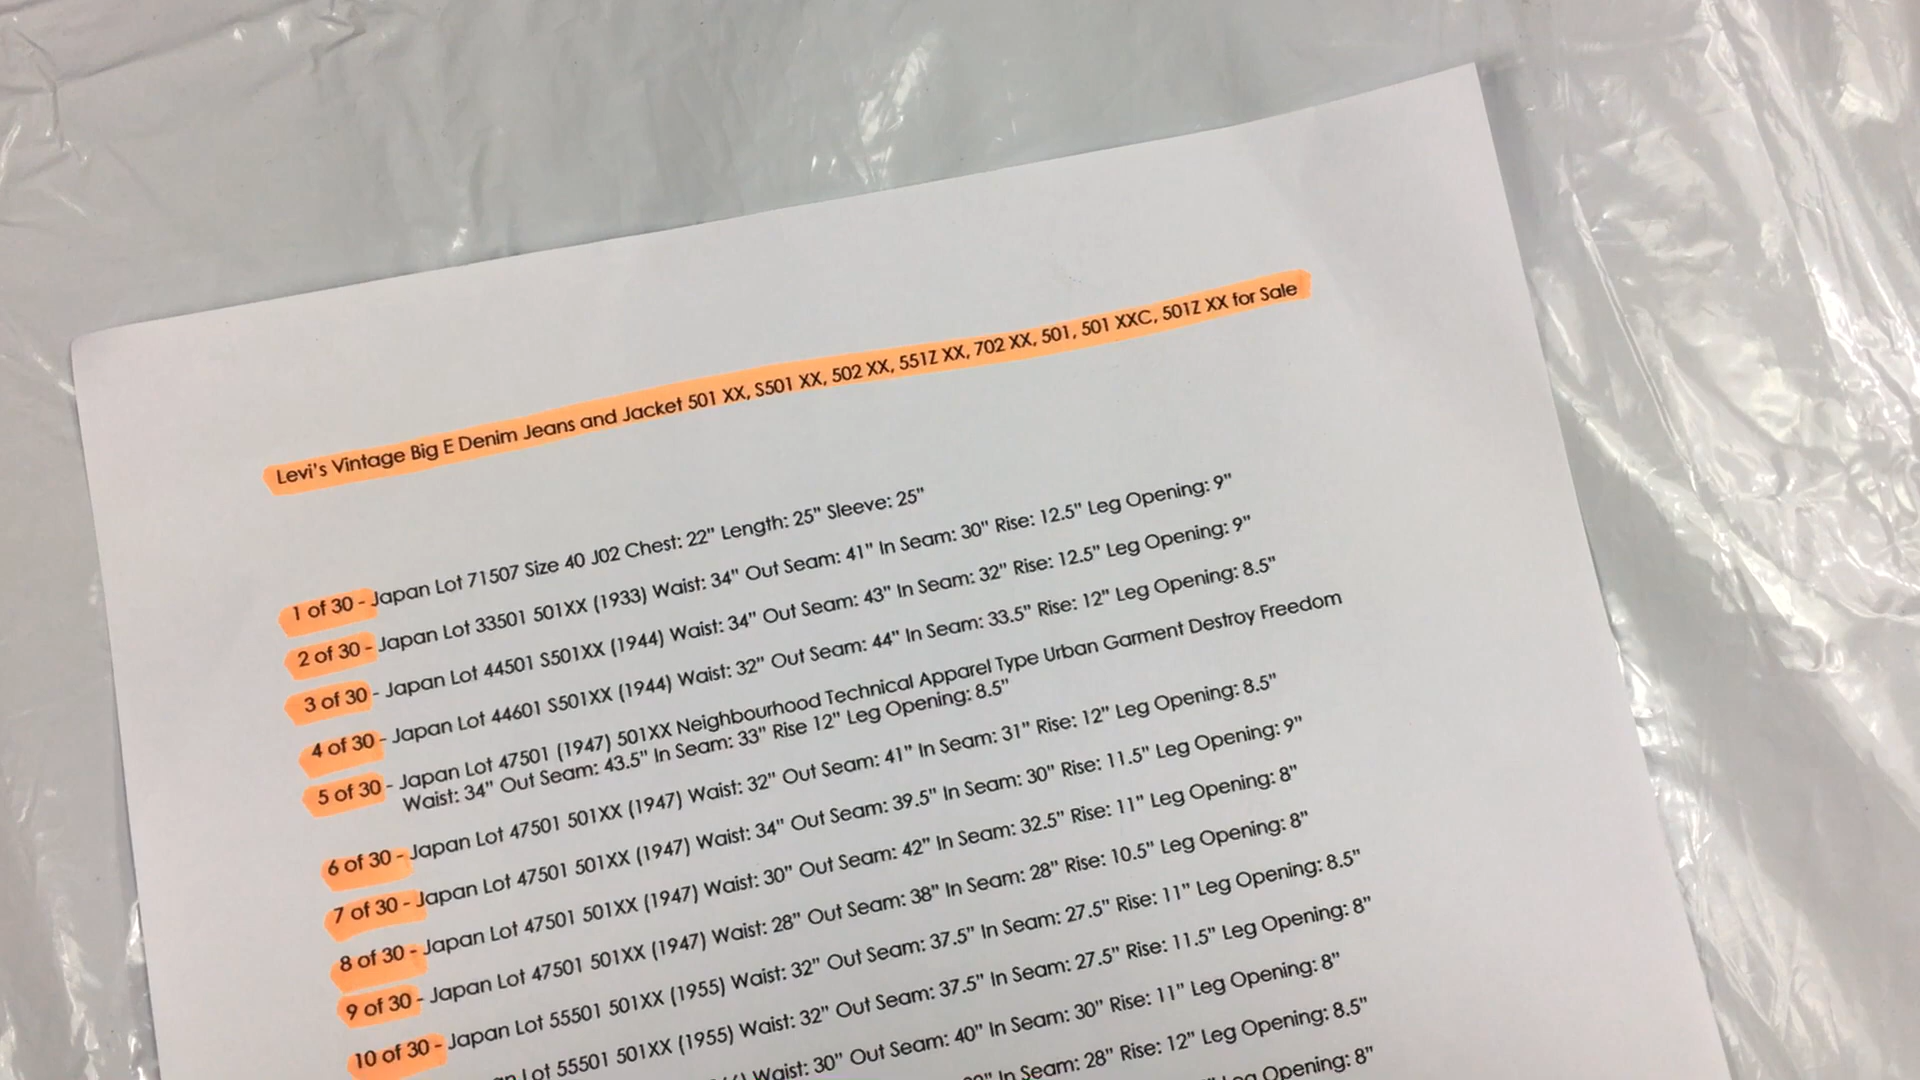 Levi's Vintage Big E Denim Jeans and Jacket 501 XX, S501 XX, 502 XX, 551Z XX, 702 XX, 501, 501 XXC, 501Z XX for Sale
1 of 30 - Japan Lot 71507 Size 40 J02 Chest: 22" Length: 25" Sleeve: 25"
2 of 30 - Japan Lot 33501 501XX (1933) Waist: 34" Out Seam: 41" In Seam: 30" Rise: 12.5" Leg Opening: 9"
3 of 30 - Japan Lot 44501 S501XX (1944) Waist: 34" Out Seam: 43" In Seam: 32" Rise: 12.5" Leg Opening: 9"
4 of 30 - Japan Lot 44601 S501XX (1944) Waist: 32" Out Seam: 44" In Seam: 33.5" Rise: 12" Leg Opening: 8.5"
5 of 30 - Japan Lot 47501 (1947) 501XX Neighbourhood Technical Apparel Type Urban Garment Destroy Freedom
Waist: 34" Out Seam: 43.5" In Seam: 33" Rise 12" Leg Opening: 8.5"
6 of 30 - Japan Lot 47501 501XX (1947) Waist: 32" Out Seam: 41" In Seam: 31" Rise: 12" Leg Opening: 8.5"
7 of 30 - Japan Lot 47501 501XX (1947) Waist: 34" Out Seam: 39.5" In Seam: 30" Rise: 11.5" Leg Opening: 9"
8 of 30 - Japan Lot 47501 501XX (1947) Waist: 30" Out Seam: 42" In Seam: 32.5" Rise: 11" Leg Opening: 8"
9 of 30 - Japan Lot 47501 501XX (1947) Waist: 28" Out Seam: 38" In Seam: 28" Rise: 10.5" Leg Opening: 8"
10 of 30 - Japan Lot 55501 501XX (1955) Waist: 32" Out Seam: 37.5" In Seam: 27.5" Rise: 11" Leg Opening: 8.5"
Lot 55501 501XX (1955) Waist: 32" Out Seam: 37.5" In Seam: 27.5" Rise: 11.5" Leg Opening: 8"
Waist: 30" Out Seam: 40" In Seam: 30" Rise: 11" Leg Opening: 8"
In Seam: 28" Rise: 12" Leg Opening: 8.5"
Opening: 8"